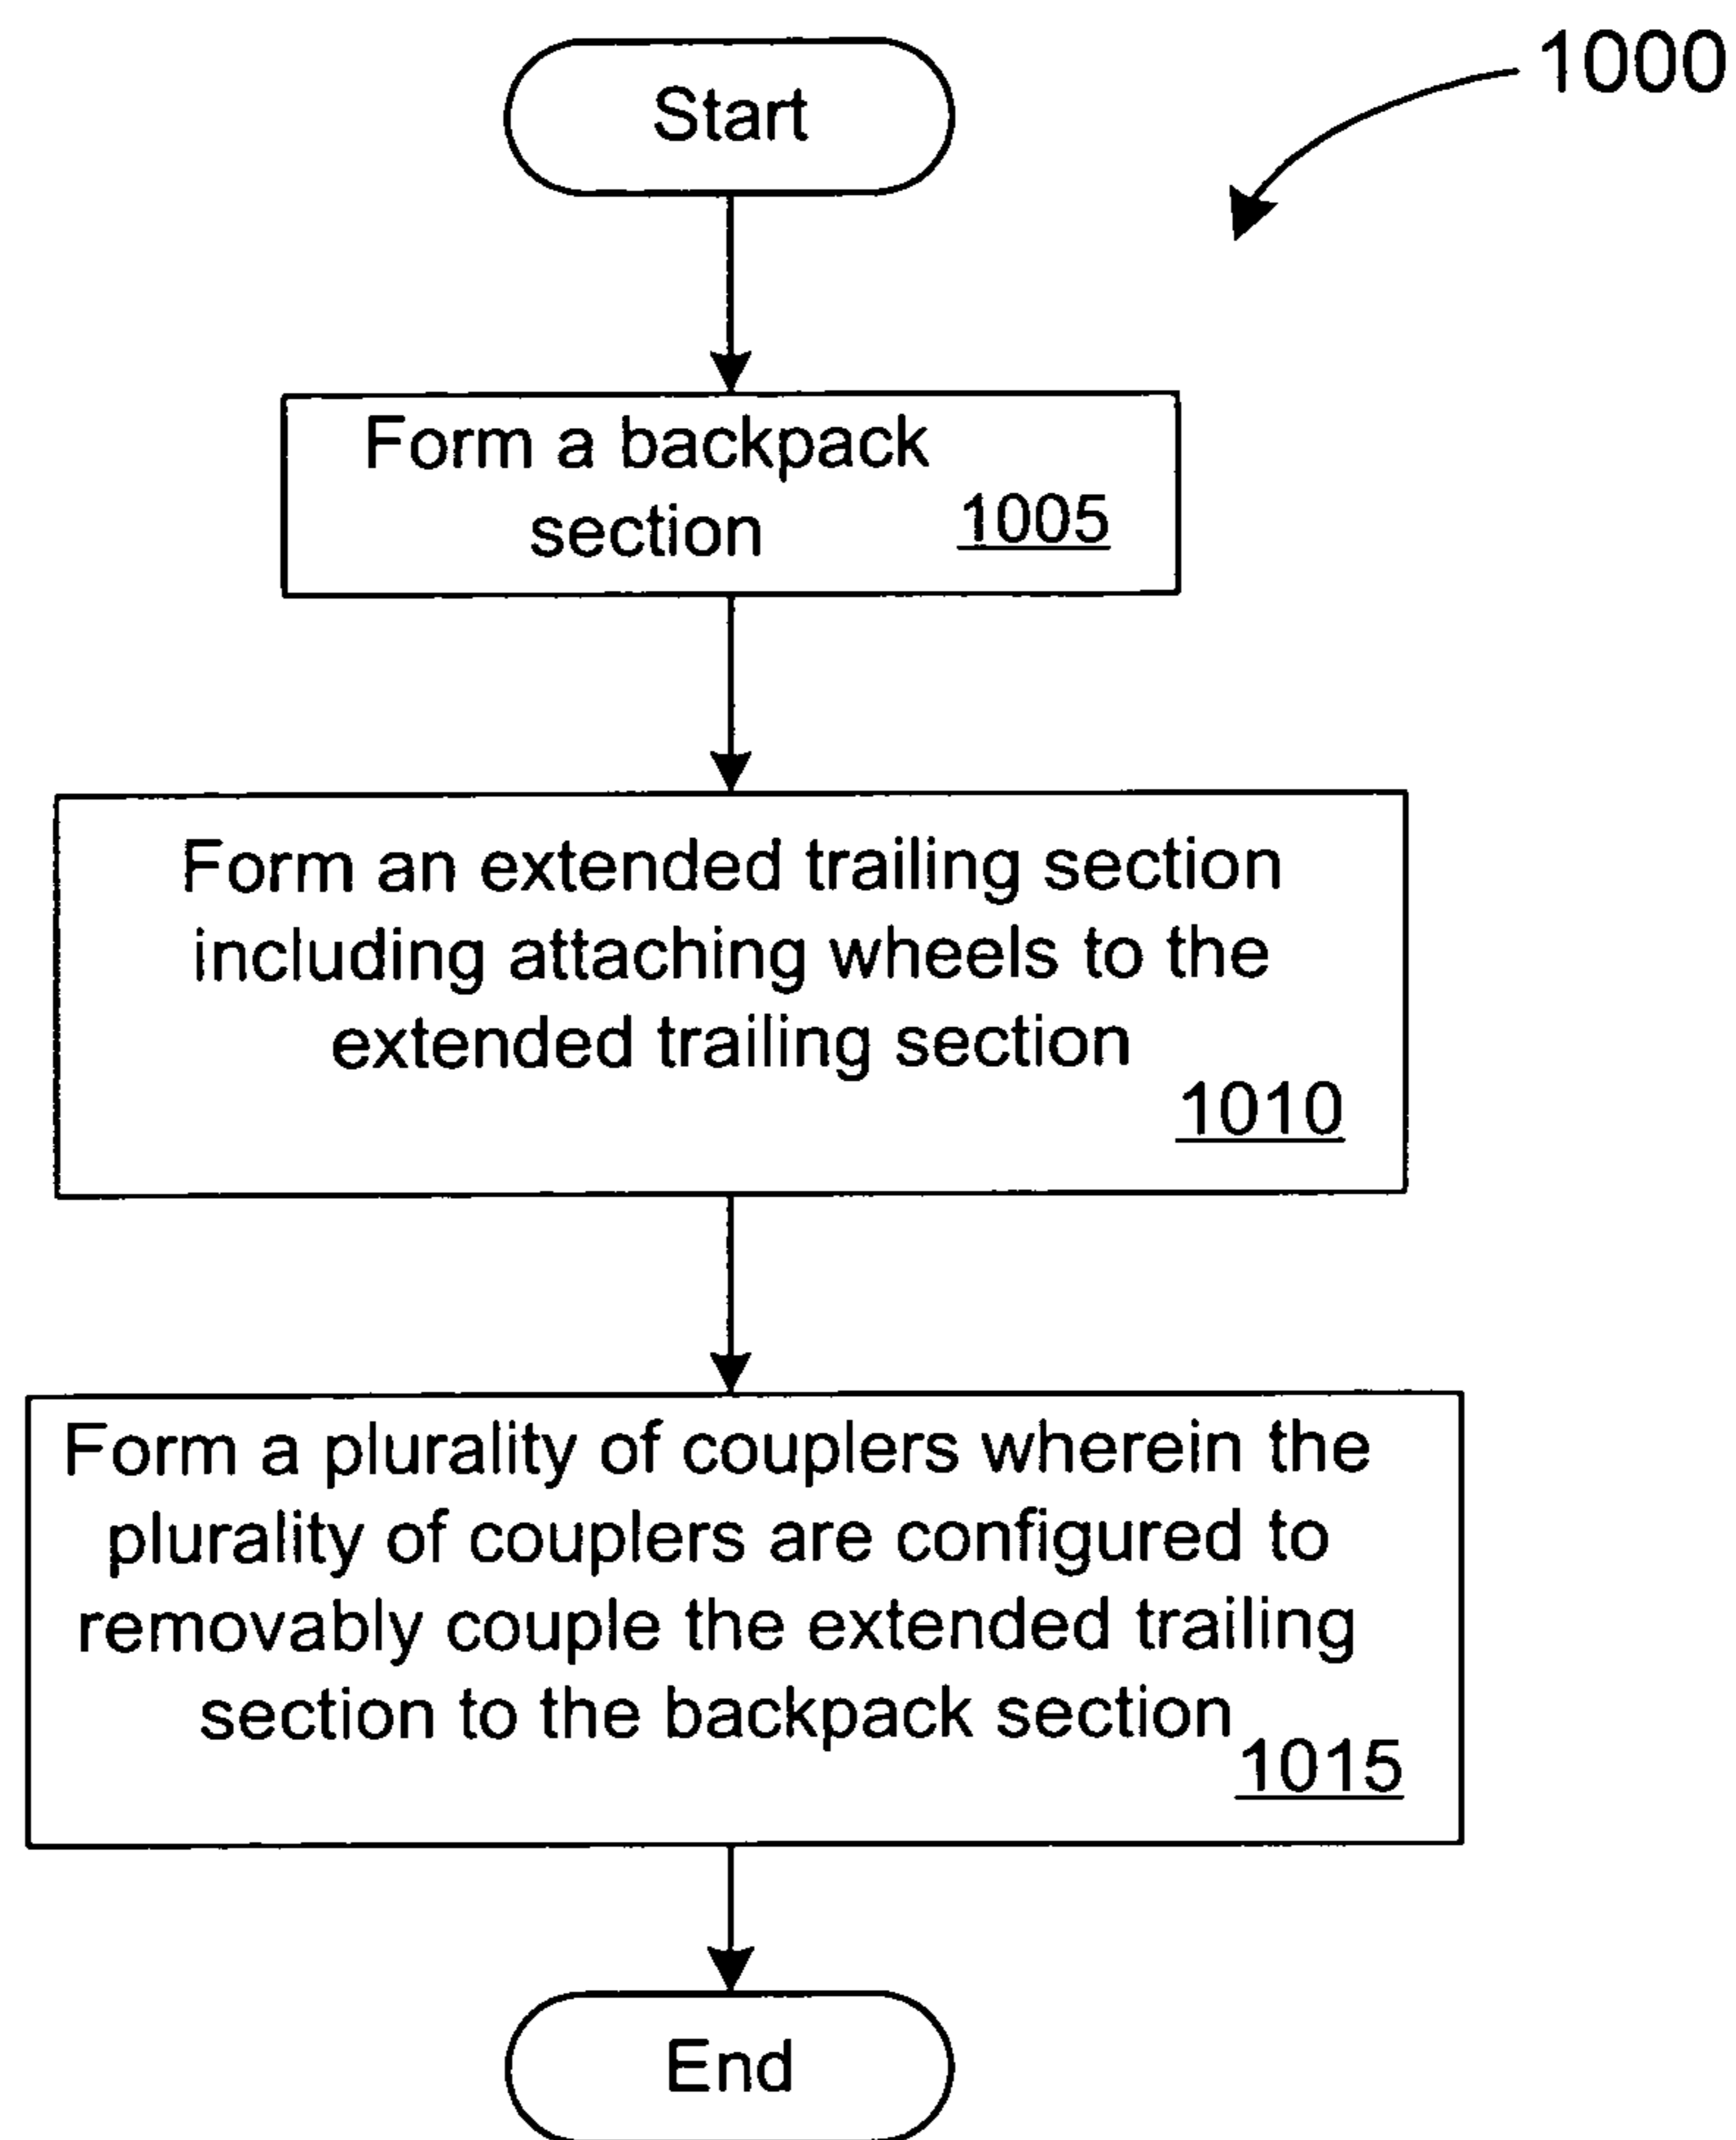 1000
Start
Form a backpack
section 1005
Form an extended trailing section
including attaching wheels to the
extended trailing section
1010
Form a plurality of couplers wherein the
plurality of couplers are configured to
removably couple the extended trailing
section to the backpack section
1015
End